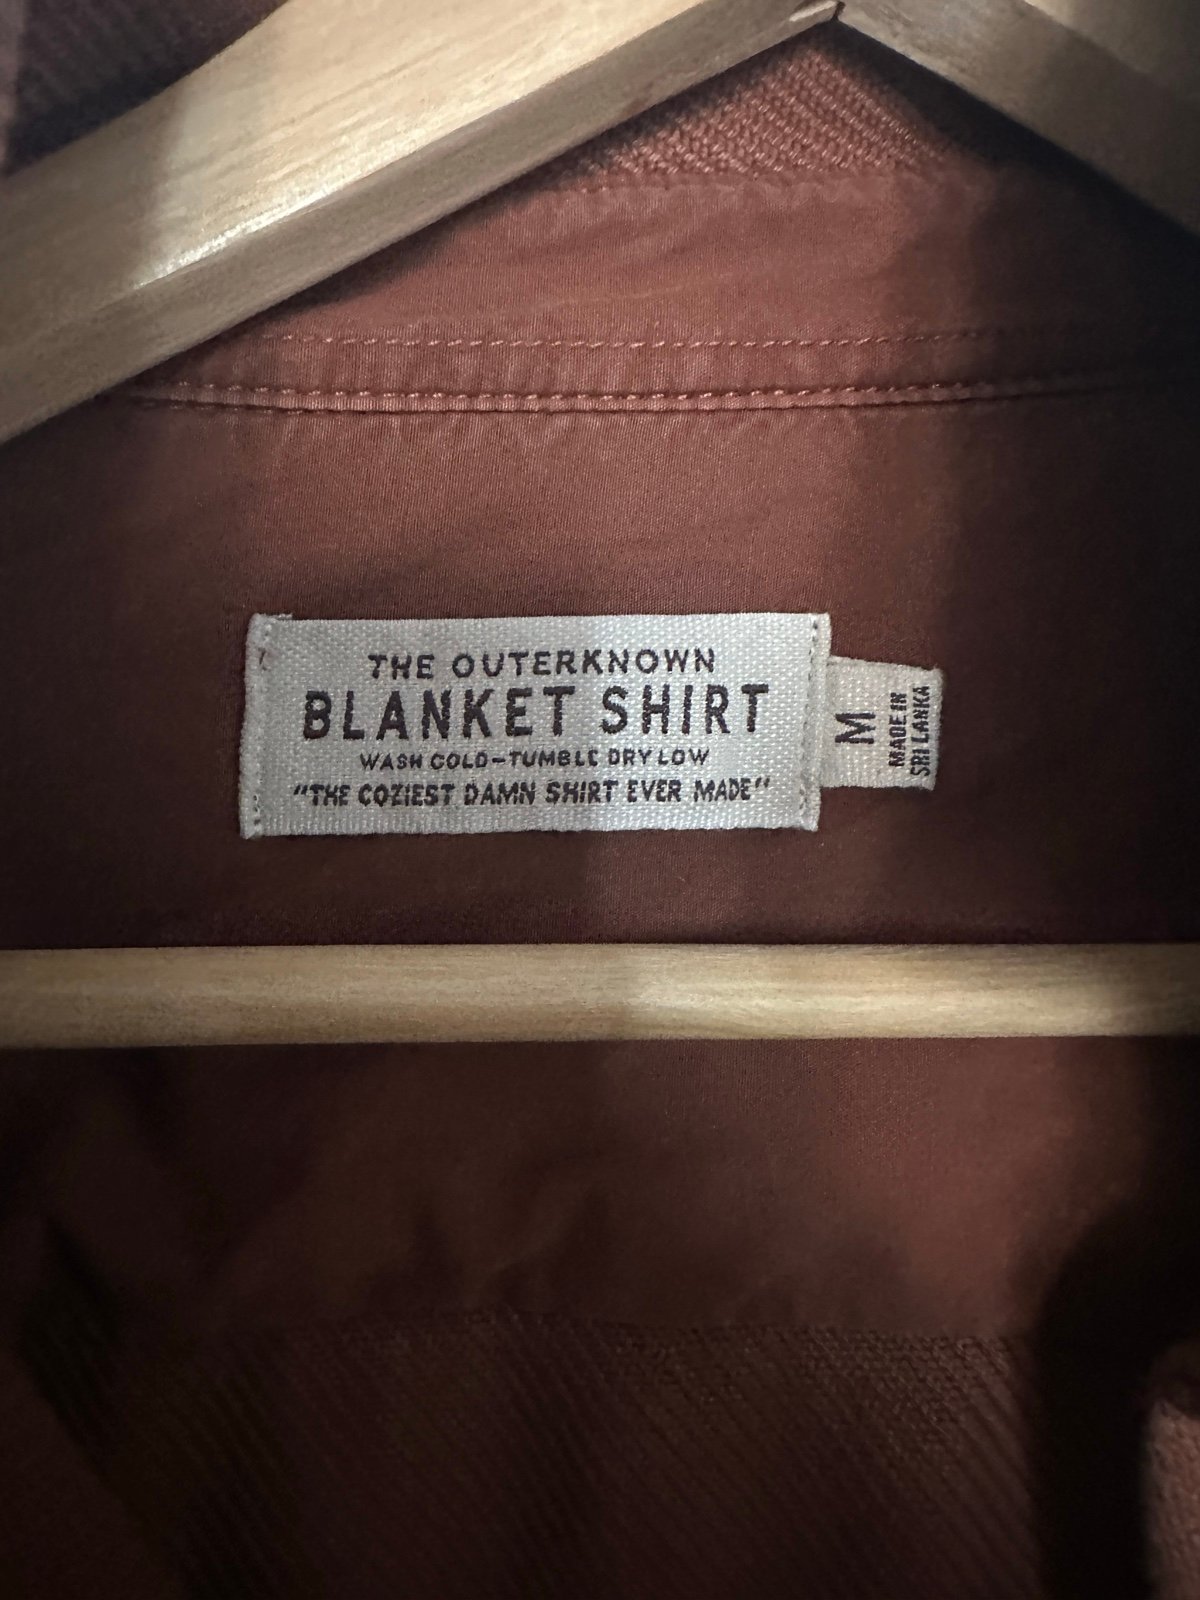 THE OUTERKNOWN
BLANKET SHIRT
WASH COLD-TUMBLE DRY LOW
"THE COZIEST DAMN SHIRT EVER MADE"
M
MADE IN
SRI LANKA